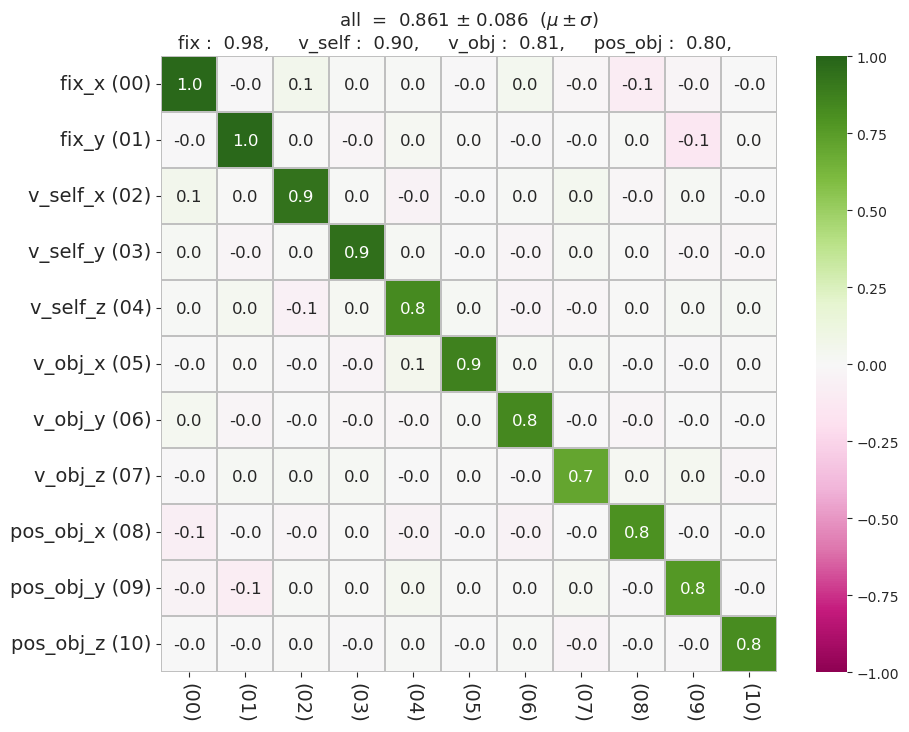 all = 0.861 ± 0.086 (μ ± σ)
fix : 0.98, v_self : 0.90, v_obj : 0.81, pos_obj : 0.80,
fix_x (00) 1.0 -0.0 0.1 0.0 0.0 -0.0 0.0 -0.0 -0.1 -0.0 -0.0
fix_y (01) -0.0 1.0 0.0 -0.0 0.0 0.0 -0.0 0.0 0.0 -0.1 0.0
v_self_x (02) 0.1 0.0 0.9 0.0 -0.0 0.0 -0.0 0.0 -0.0 0.0 -0.0
v_self_y (03) 0.0 -0.0 0.0 0.9 0.0 -0.0 -0.0 0.0 0.0 -0.0 -0.0
v_self_z (04) 0.0 0.0 -0.1 0.0 0.8 0.0 -0.0 -0.0 0.0 0.0 0.0
v_obj_x (05) -0.0 0.0 -0.0 -0.0 0.1 0.9 0.0 0.0 -0.0 -0.0 0.0
v_obj_y (06) 0.0 -0.0 -0.0 -0.0 -0.0 0.0 0.8 -0.0 -0.0 -0.0 -0.0
v_obj_z (07) -0.0 0.0 0.0 0.0 -0.0 0.0 -0.0 0.7 0.0 0.0 -0.0
pos_obj_x (08) -0.1 -0.0 -0.0 -0.0 -0.0 -0.0 -0.0 -0.0 0.8 -0.0 -0.0
pos_obj_y (09) -0.0 -0.1 0.0 0.0 0.0 0.0 0.0 0.0 -0.0 0.8 -0.0
pos_obj_z (10) -0.0 0.0 -0.0 -0.0 0.0 -0.0 0.0 -0.0 -0.0 -0.0 0.8
(00) (01) (02) (03) (04) (05) (06) (07) (08) (09) (10)
1.00
0.75
0.50
0.25
0.00
−0.25
−0.50
−0.75
−1.00